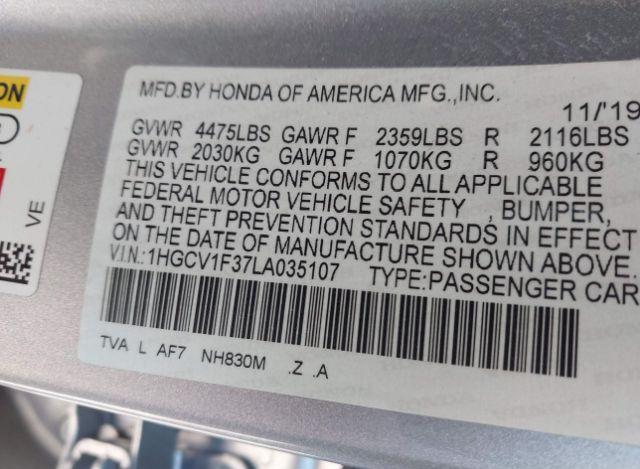 MFD.BY HONDA OF AMERICA MFG.,INC.
11/'19
GVWR 4475LBS GAWR F 2359LBS R 2116LBS
GVWR 2030KG GAWR F 1070KG R 960KG
THIS VEHICLE CONFORMS TO ALL APPLICABLE
FEDERAL MOTOR VEHICLE SAFETY , BUMPER,
AND THEFT PREVENTION STANDARDS IN EFFECT
ON THE DATE OF MANUFACTURE SHOWN ABOVE.
V.I.N.:1HGCV1F37LA035107 TYPE:PASSENGER CAR
TVA L AF7 NH830M .Z .A
ON
VE